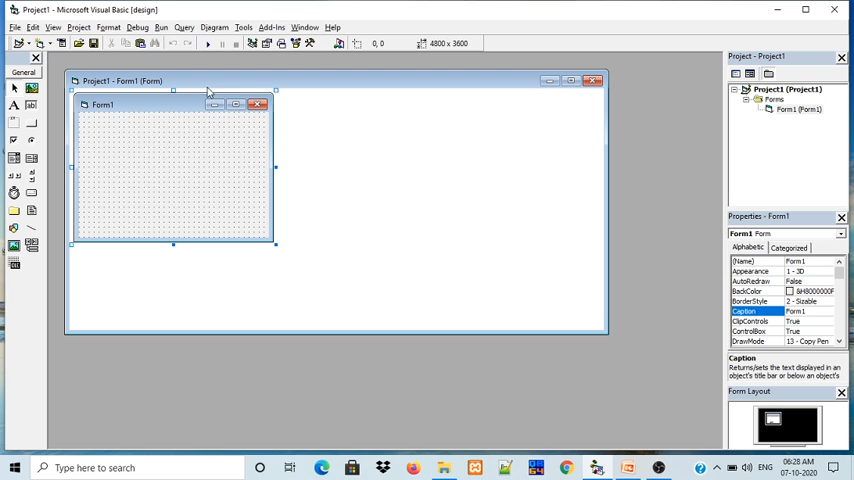 Project1 - Microsoft Visual Basic [design]
File Edit View Project Format Debug Run Query Diagram Tools Add-Ins Window Help
0, 0 4800 x 3600
Project - Project1
General
Project1 - Form1 (Form)
Form1
Project1 (Project1)
Forms
Form1 (Form1)
Properties - Form1
Form1 Form
Alphabetic Categorized
(Name) Form1
Appearance 1 - 3D
AutoRedraw False
BackColor &H8000000F
BorderStyle 2 - Sizable
Caption Form1
ClipControls True
ControlBox True
DrawMode 13 - Copy Pen
Caption
Returns/sets the text displayed in an
object's title bar or below an object's
Form Layout
Type here to search
ENG
06:28 AM
07-10-2020